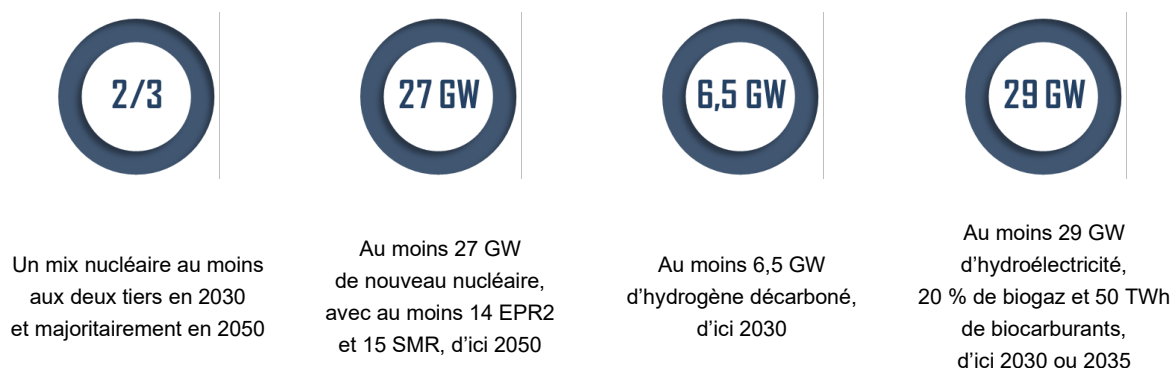 2/3
27 GW
6,5 GW
29 GW
Un mix nucléaire au moins
aux deux tiers en 2030
et majoritairement en 2050
Au moins 27 GW
de nouveau nucléaire,
avec au moins 14 EPR2
et 15 SMR, d’ici 2050
Au moins 6,5 GW
d’hydrogène décarboné,
d’ici 2030
Au moins 29 GW
d’hydroélectricité,
20 % de biogaz et 50 TWh
de biocarburants,
d’ici 2030 ou 2035